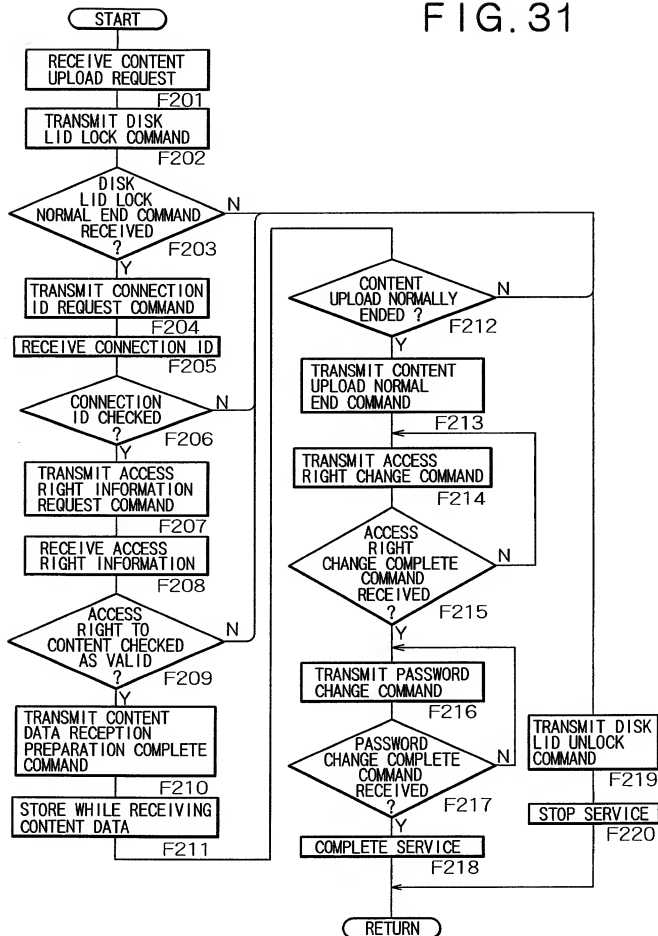 FIG. 31
START
RECEIVE CONTENT
UPLOAD REQUEST
F201
TRANSMIT DISK
LID LOCK COMMAND
F202
DISK
LID LOCK
NORMAL END COMMAND
RECEIVED
?
N
F203
Y
TRANSMIT CONNECTION
ID REQUEST COMMAND
F204
RECEIVE CONNECTION ID
F205
CONNECTION
ID CHECKED
?
N
F206
Y
TRANSMIT ACCESS
RIGHT INFORMATION
REQUEST COMMAND
F207
RECEIVE ACCESS
RIGHT INFORMATION
F208
ACCESS
RIGHT TO
CONTENT CHECKED
AS VALID
?
N
F209
Y
TRANSMIT CONTENT
DATA RECEPTION
PREPARATION COMPLETE
COMMAND
F210
STORE WHILE RECEIVING
CONTENT DATA
F211
CONTENT
UPLOAD NORMALLY
ENDED ?
N
F212
Y
TRANSMIT CONTENT
UPLOAD NORMAL
END COMMAND
F213
TRANSMIT ACCESS
RIGHT CHANGE COMMAND
F214
ACCESS
RIGHT
CHANGE COMPLETE
COMMAND
RECEIVED
?
N
F215
Y
TRANSMIT PASSWORD
CHANGE COMMAND
F216
PASSWORD
CHANGE COMPLETE
COMMAND
RECEIVED
?
N
F217
Y
COMPLETE SERVICE
F218
TRANSMIT DISK
LID UNLOCK
COMMAND
F219
STOP SERVICE
F220
RETURN